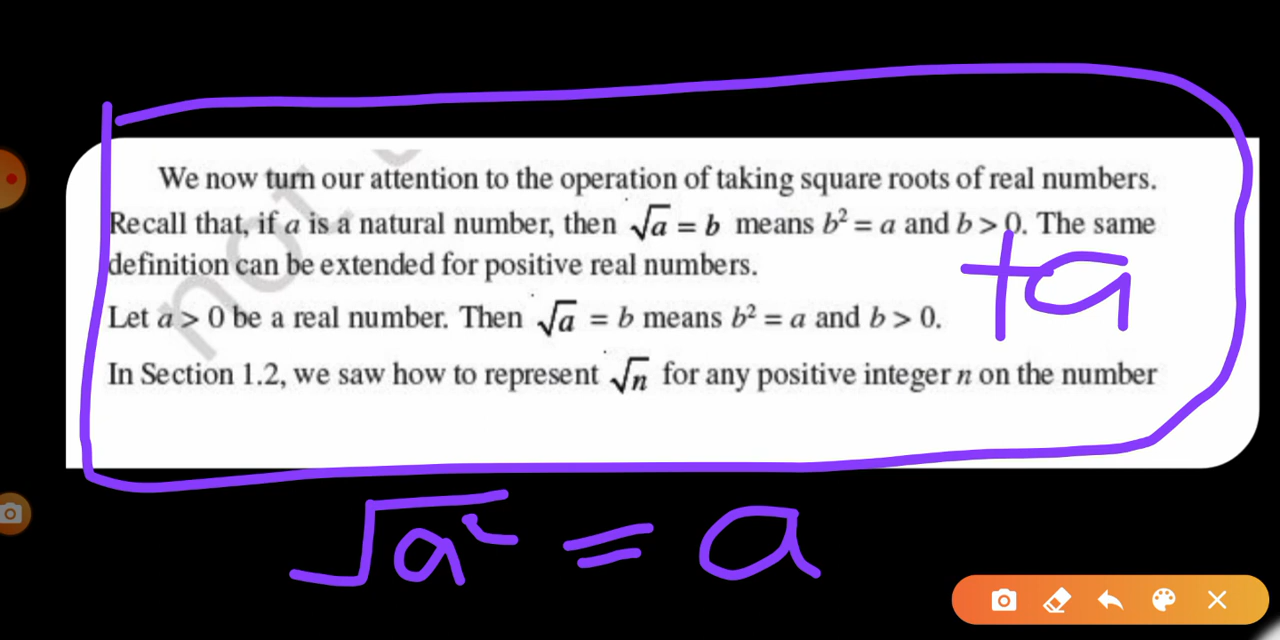 We now turn our attention to the operation of taking square roots of real numbers.
Recall that, if a is a natural number, then √a = b means b² = a and b > 0. The same
definition can be extended for positive real numbers.
+a
Let a > 0 be a real number. Then √a = b means b² = a and b > 0.
In Section 1.2, we saw how to represent √n for any positive integer n on the number
not
√a² = a